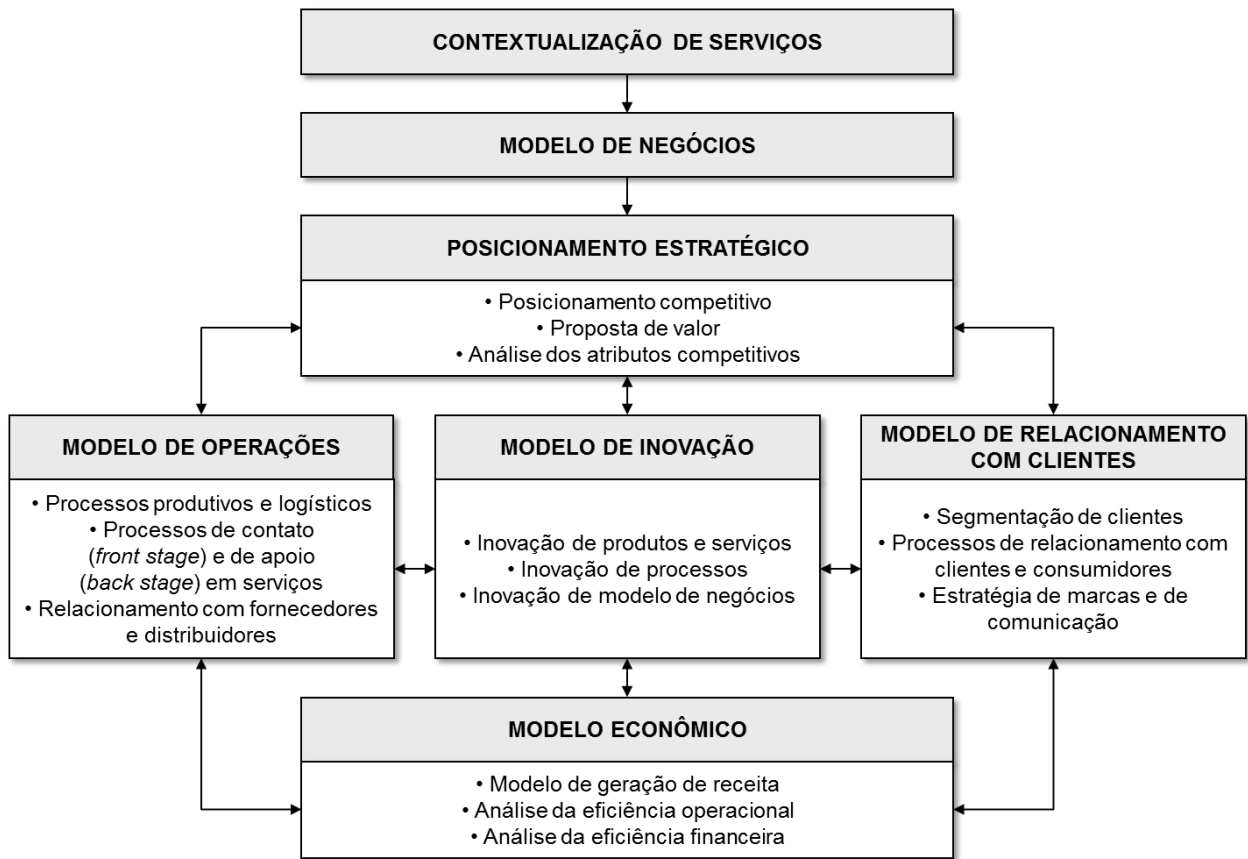 CONTEXTUALIZAÇÃO DE SERVIÇOS
MODELO DE NEGÓCIOS
POSICIONAMENTO ESTRATÉGICO
• Posicionamento competitivo
• Proposta de valor
• Análise dos atributos competitivos
MODELO DE OPERAÇÕES
• Processos produtivos e logísticos
• Processos de contato
(front stage) e de apoio
(back stage) em serviços
• Relacionamento com fornecedores
e distribuidores
MODELO DE INOVAÇÃO
• Inovação de produtos e serviços
• Inovação de processos
• Inovação de modelo de negócios
MODELO DE RELACIONAMENTO
COM CLIENTES
• Segmentação de clientes
• Processos de relacionamento com
clientes e consumidores
• Estratégia de marcas e de
comunicação
MODELO ECONÔMICO
• Modelo de geração de receita
• Análise da eficiência operacional
• Análise da eficiência financeira